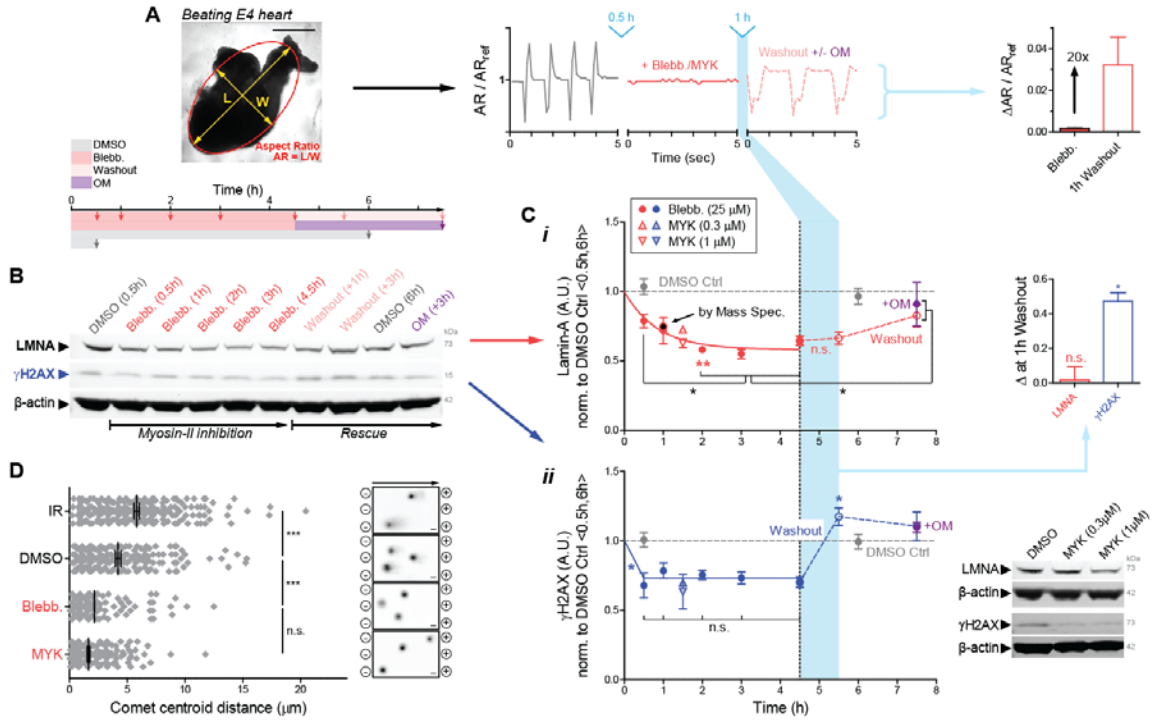 A
Beating E4 heart
L
W
Aspect Ratio
AR = L/W
DMSO
Blebb.
Washout
OM
Time (h)
0 2 4 6
AR / AR_ref
1
0.5 h
1 h
+ Blebb./MYK
Washout +/- OM
0 5 0 5 0 5
Time (sec)
ΔAR / AR_ref
0.04
0.02
0.00
20x
Blebb.
1h Washout
B
DMSO (0.5h)
Blebb. (0.5h)
Blebb. (1h)
Blebb. (2h)
Blebb. (3h)
Blebb. (4.5h)
Washout (+1h)
Washout (+3h)
DMSO (6h)
OM (+3h)
kDa
LMNA 73
γH2AX 15
β-actin 42
Myosin-II inhibition
Rescue
C
i
Blebb. (25 μM)
MYK (0.3 μM)
MYK (1 μM)
Lamin-A (A.U.)
norm. to DMSO Ctrl <0.5h,6h>
1.5
1.0
0.5
0.0
DMSO Ctrl
by Mass Spec.
+OM
Washout
n.s.
**
*
*
0 1 2 3 4 5 6 7 8
Δ at 1h Washout
0.6
0.4
0.2
0.0
n.s.
*
LMNA
γH2AX
ii
γH2AX (A.U.)
norm. to DMSO Ctrl <0.5h,6h>
1.5
1.0
0.5
0.0
Washout
*
*
+OM
DMSO Ctrl
n.s.
0 1 2 3 4 5 6 7 8
Time (h)
DMSO
MYK (0.3μM)
MYK (1μM)
kDa
LMNA 73
β-actin 42
γH2AX 73
β-actin 42
D
IR
DMSO
Blebb.
MYK
***
***
n.s.
0 5 10 15 20
Comet centroid distance (μm)